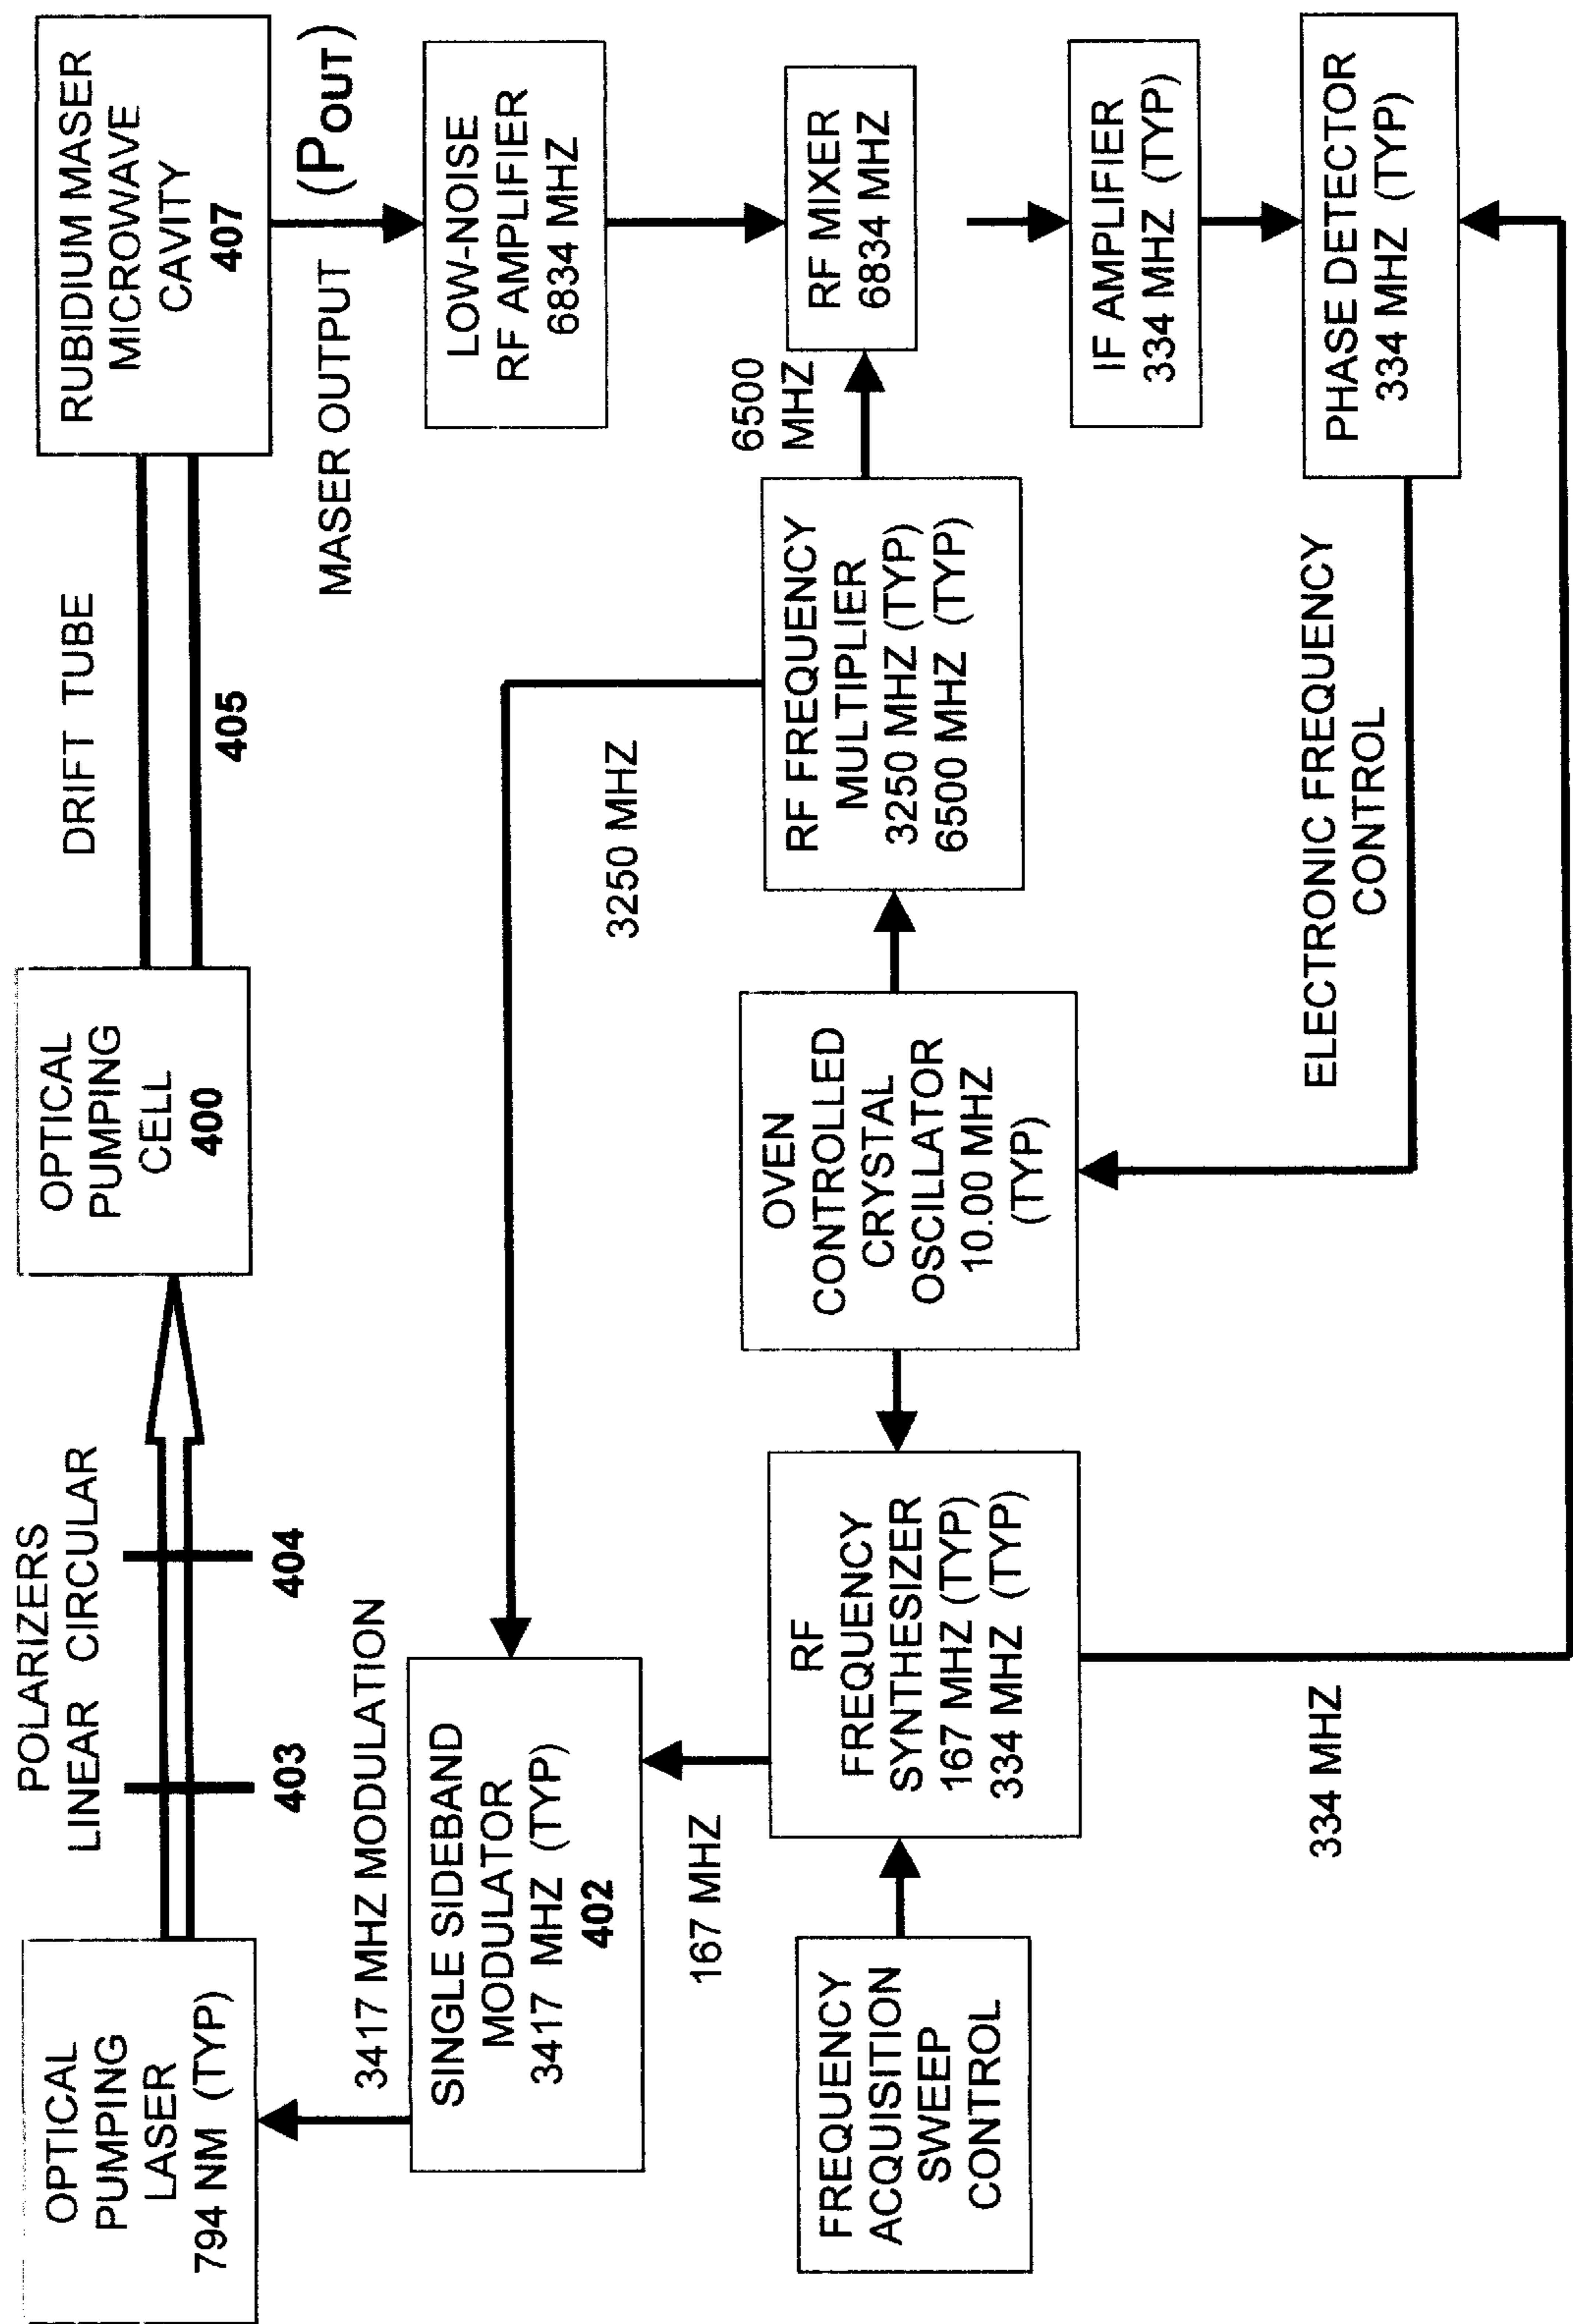 OPTICAL
PUMPING
LASER
794 NM (TYP)
POLARIZERS
LINEAR CIRCULAR
403
404
OPTICAL
PUMPING
CELL
400
DRIFT TUBE
405
RUBIDIUM MASER
MICROWAVE
CAVITY
407
MASER OUTPUT
(POUT)
3417 MHZ MODULATION
SINGLE SIDEBAND
MODULATOR
3417 MHZ (TYP)
402
3250 MHZ
LOW-NOISE
RF AMPLIFIER
6834 MHZ
167 MHZ
6500
MHZ
FREQUENCY
ACQUISITION
SWEEP
CONTROL
RF
FREQUENCY
SYNTHESIZER
167 MHZ (TYP)
334 MHZ (TYP)
OVEN
CONTROLLED
CRYSTAL
OSCILLATOR
10.00 MHZ
(TYP)
RF FREQUENCY
MULTIPLIER
3250 MHZ (TYP)
6500 MHZ (TYP)
RF MIXER
6834 MHZ
IF AMPLIFIER
334 MHZ (TYP)
334 MHZ
ELECTRONIC FREQUENCY
CONTROL
PHASE DETECTOR
334 MHZ (TYP)